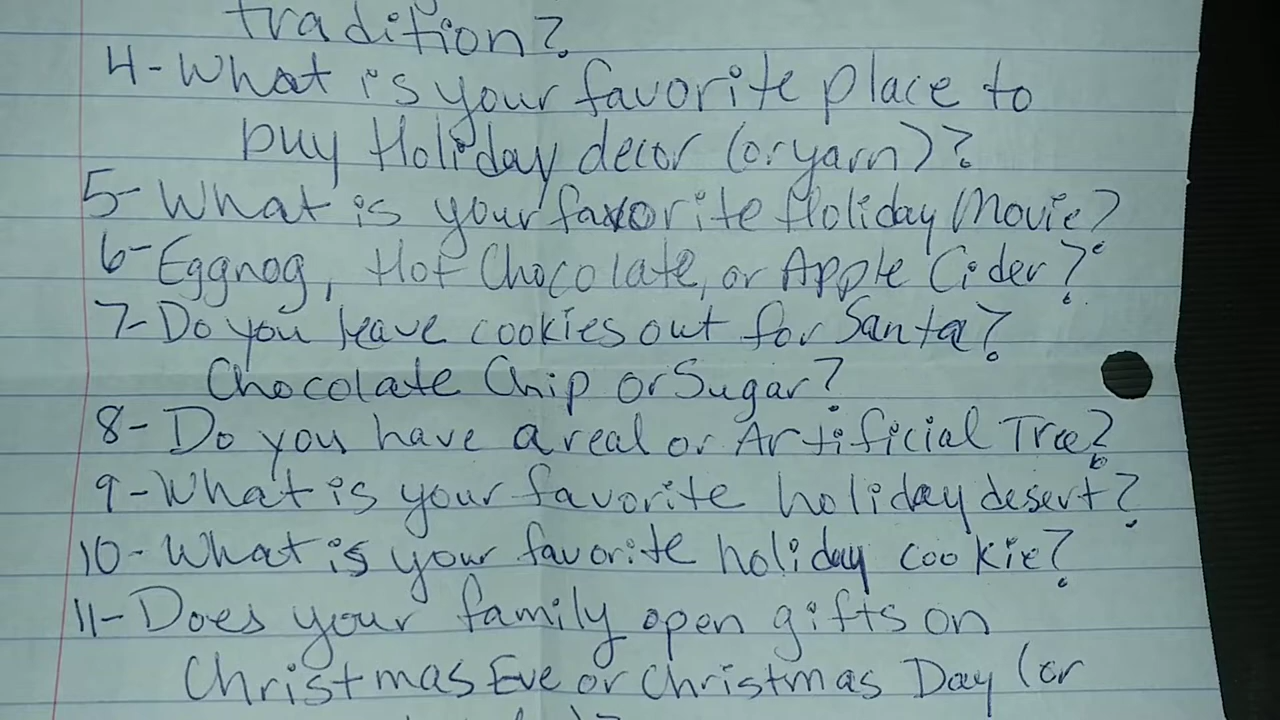 tradition?
4-What is your favorite place to
buy Holiday decor (or yarn)?
5-What is your favorite Holiday Movie?
6-Eggnog, Hot Chocolate, or Apple Cider?
7-Do you leave cookies out for Santa?
Chocolate Chip or Sugar?
8-Do you have a real or Artificial Tree?
9-What is your favorite holiday desert?
10-What is your favorite holiday cookie?
11-Does your family open gifts on
Christmas Eve or Christmas Day (or